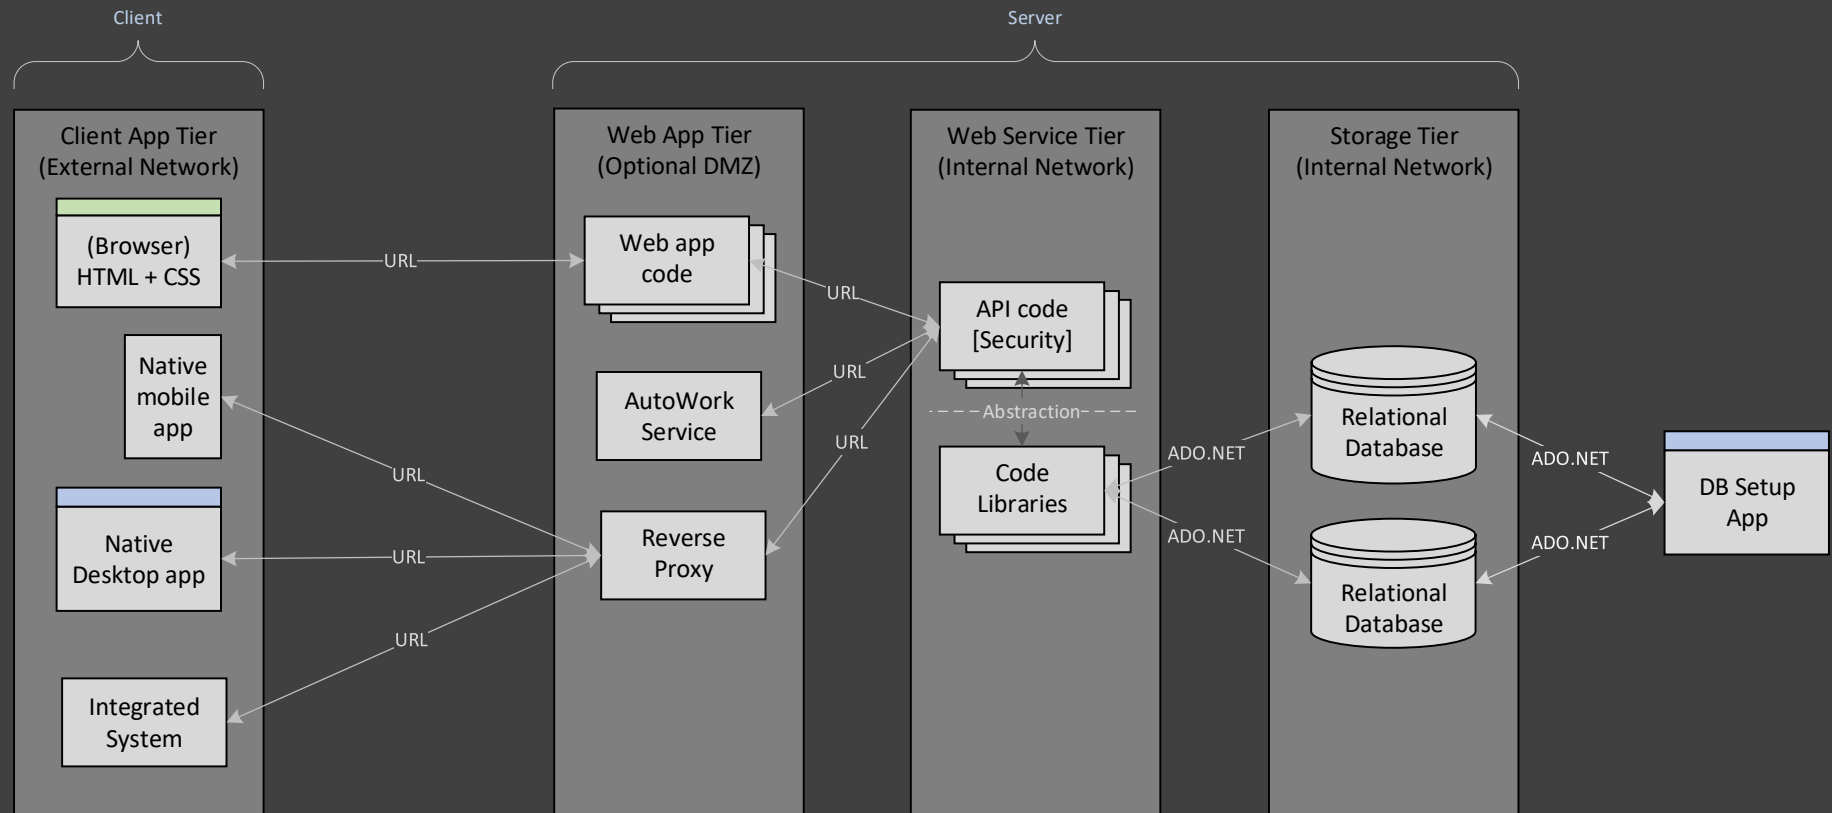 Client
Server
Client App Tier
(External Network)
(Browser)
HTML + CSS
Native
mobile
app
Native
Desktop app
Integrated
System
URL
URL
URL
URL
Web App Tier
(Optional DMZ)
Web app
code
AutoWork
Service
Reverse
Proxy
URL
URL
URL
Web Service Tier
(Internal Network)
API code
[Security]
Abstraction
Code
Libraries
ADO.NET
ADO.NET
Storage Tier
(Internal Network)
Relational
Database
Relational
Database
ADO.NET
ADO.NET
DB Setup
App